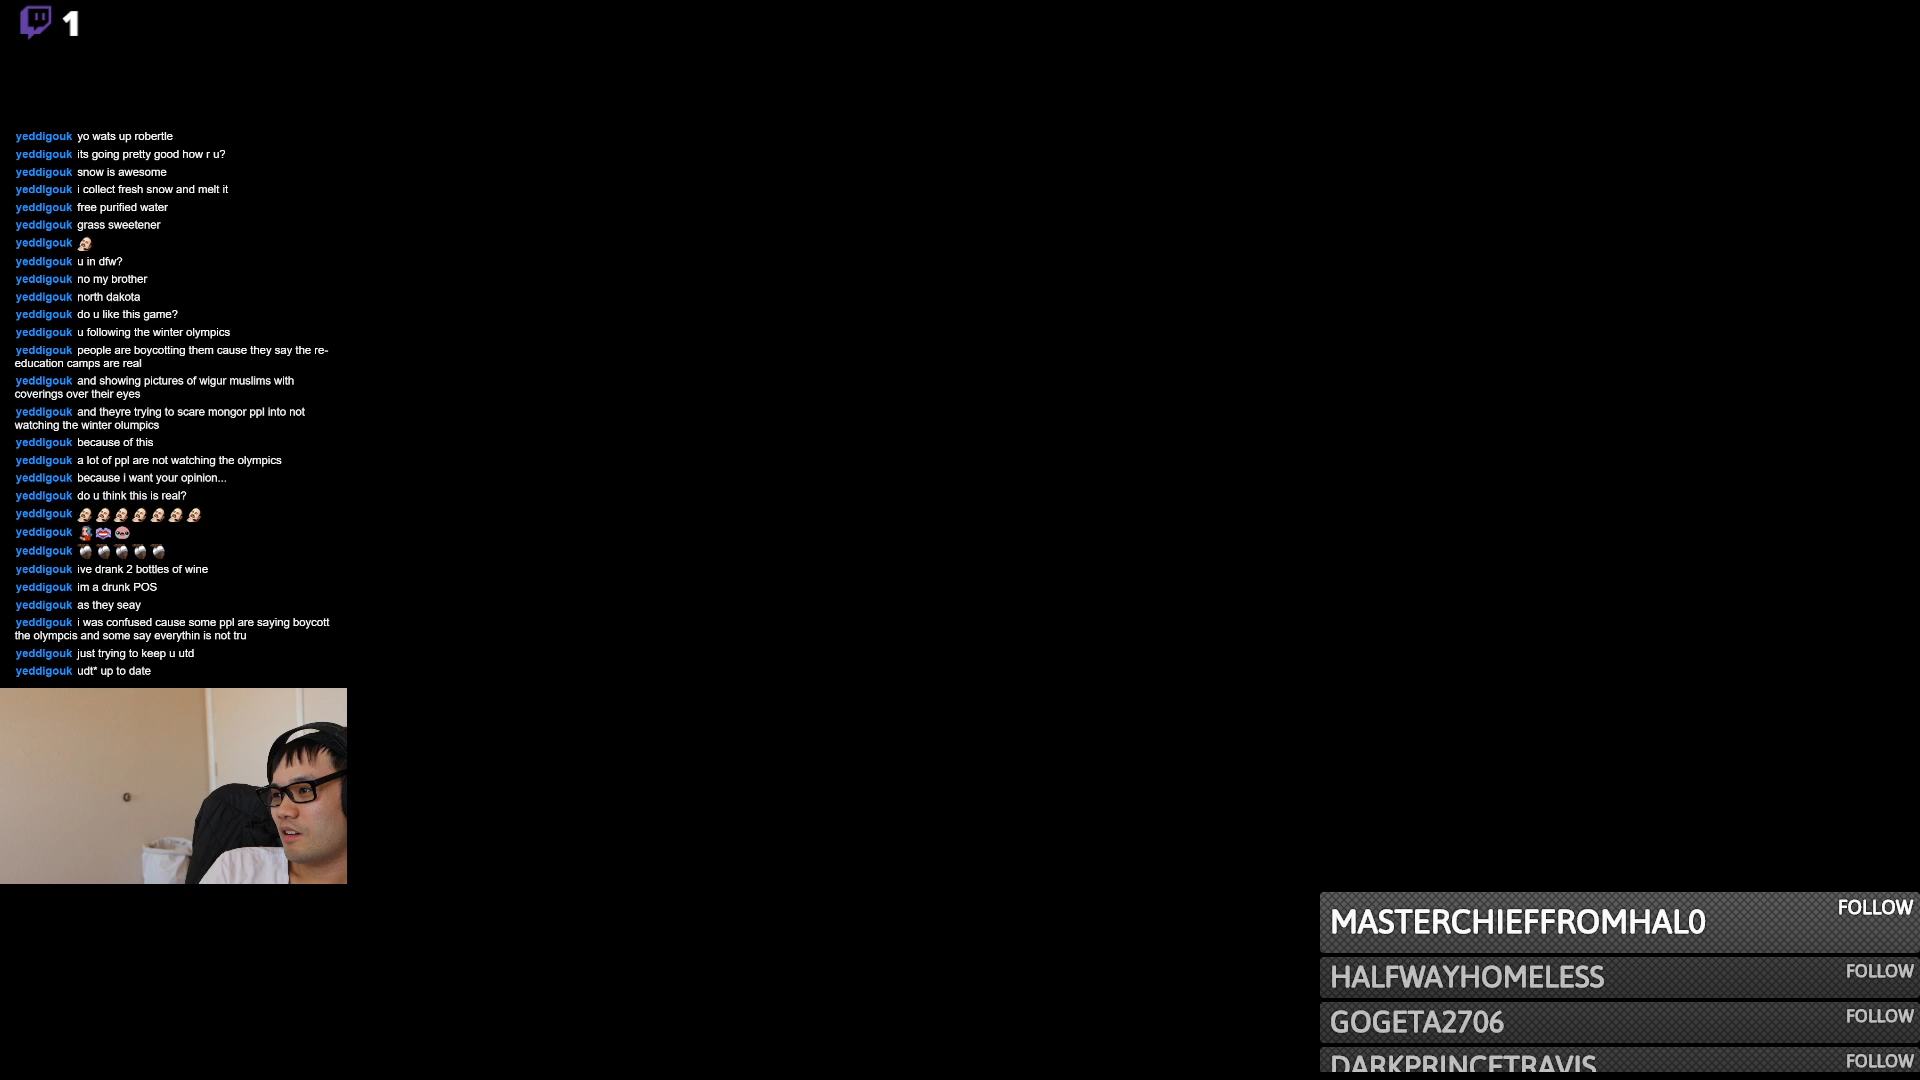 1
yeddigouk yo wats up robertle
yeddigouk its going pretty good how r u?
yeddigouk snow is awesome
yeddigouk i collect fresh snow and melt it
yeddigouk free purified water
yeddigouk grass sweetener
yeddigouk
yeddigouk u in dfw?
yeddigouk no my brother
yeddigouk north dakota
yeddigouk do u like this game?
yeddigouk u following the winter olympics
yeddigouk people are boycotting them cause they say the re-
education camps are real
yeddigouk and showing pictures of wigur muslims with
coverings over their eyes
yeddigouk and theyre trying to scare mongor ppl into not
watching the winter olumpics
yeddigouk because of this
yeddigouk a lot of ppl are not watching the olympics
yeddigouk because i want your opinion...
yeddigouk do u think this is real?
yeddigouk
yeddigouk
yeddigouk
yeddigouk ive drank 2 bottles of wine
yeddigouk im a drunk POS
yeddigouk as they seay
yeddigouk i was confused cause some ppl are saying boycott
the olympcis and some say everythin is not tru
yeddigouk just trying to keep u utd
yeddigouk udt* up to date
MASTERCHIEFFROMHAL0 FOLLOW
HALFWAYHOMELESS FOLLOW
GOGETA2706 FOLLOW
DARKPRINCETRAVIS FOLLOW